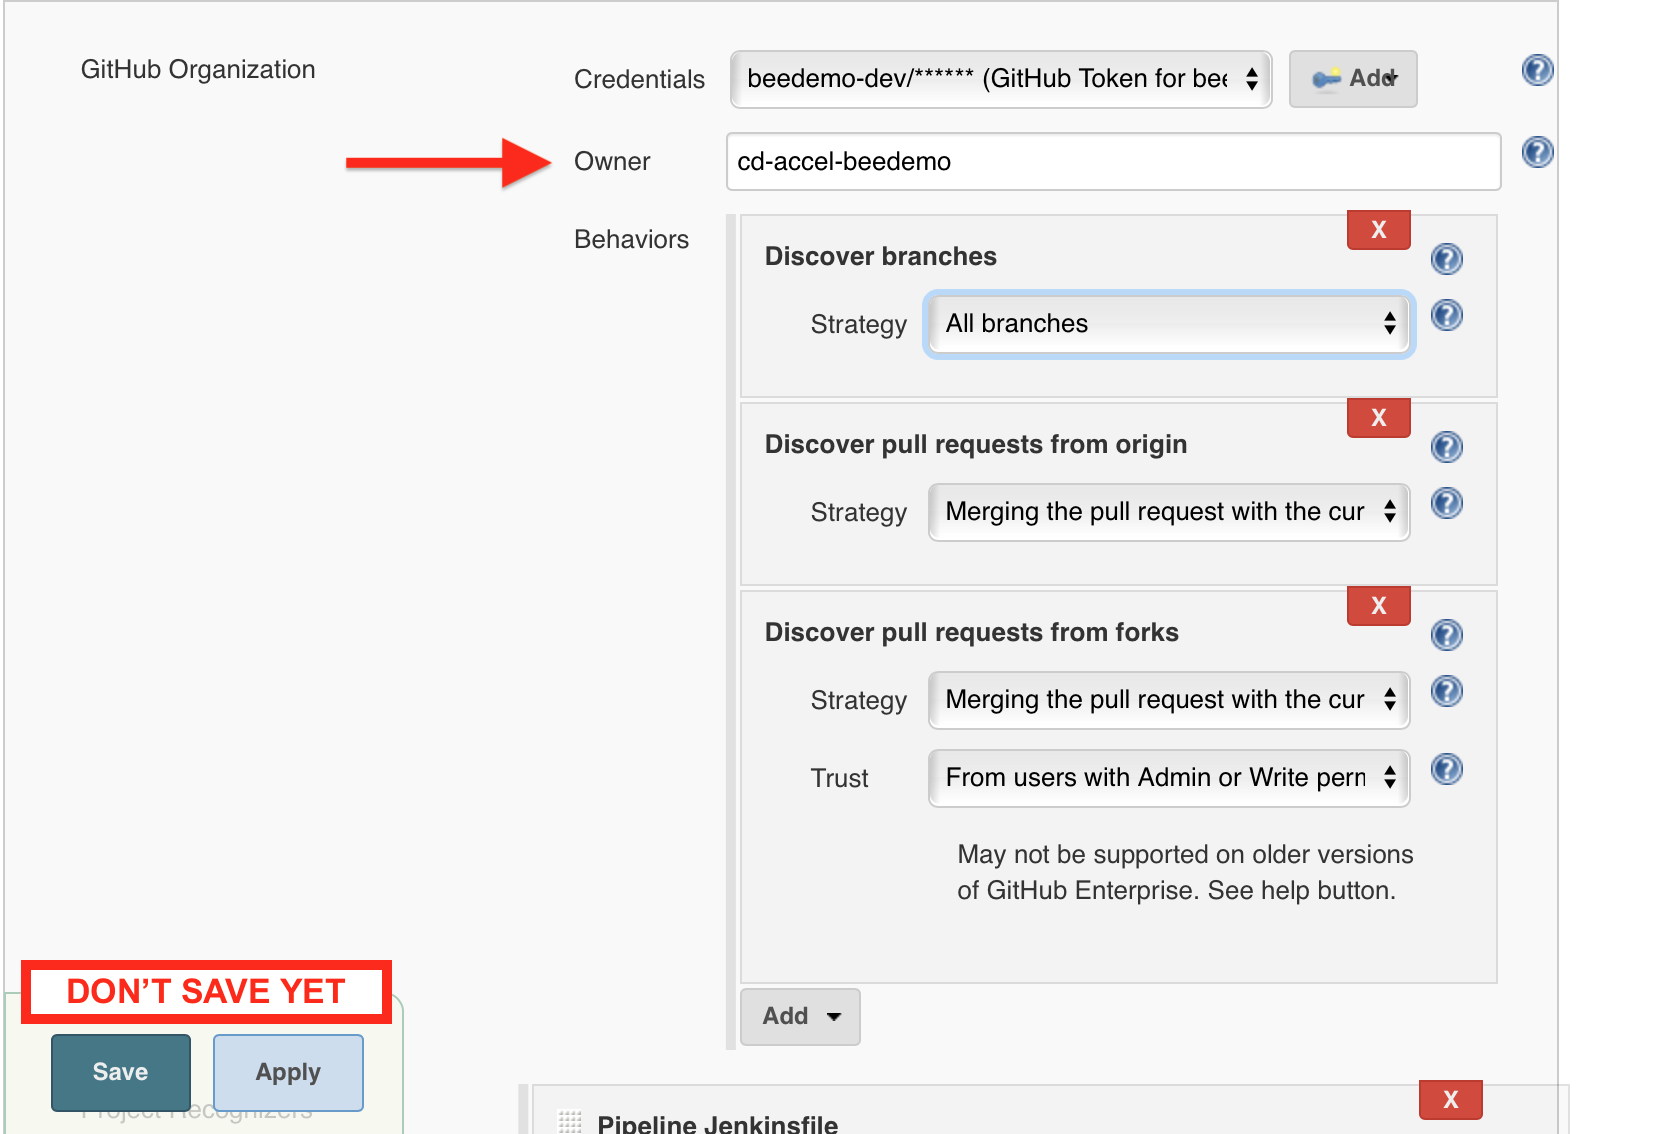 GitHub Organization
Credentials
beedemo-dev/****** (GitHub Token for bee
Add
Owner
cd-accel-beedemo
Behaviors
X
Discover branches
Strategy
All branches
X
Discover pull requests from origin
Strategy
Merging the pull request with the cur
X
Discover pull requests from forks
Strategy
Merging the pull request with the cur
Trust
From users with Admin or Write perm
May not be supported on older versions
of GitHub Enterprise. See help button.
DON'T SAVE YET
Add
Save
Apply
Project Recognizers
X
Pipeline Jenkinsfile